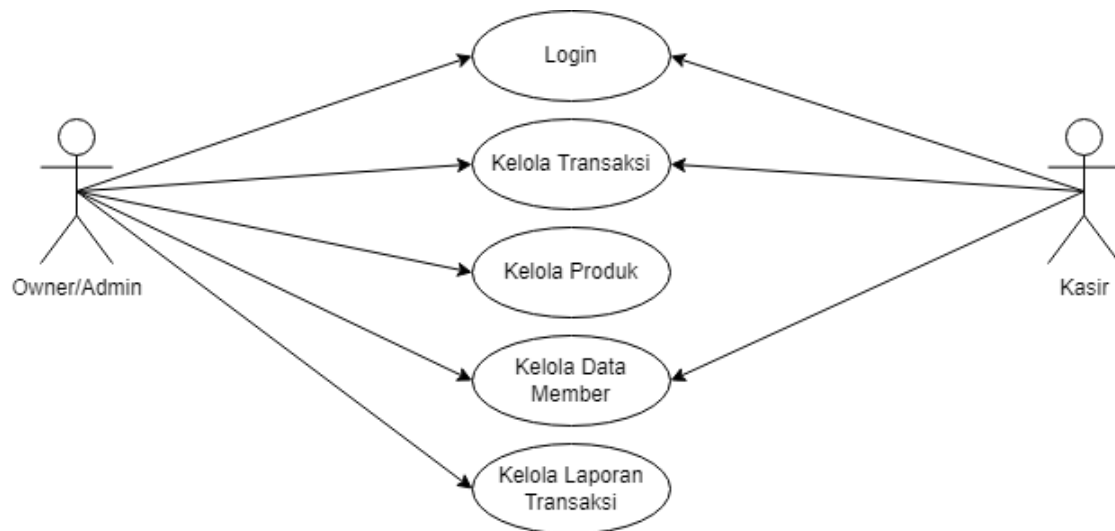 Login
Kelola Transaksi
Owner/Admin
Kelola Produk
Kasir
Kelola Data
Member
Kelola Laporan
Transaksi